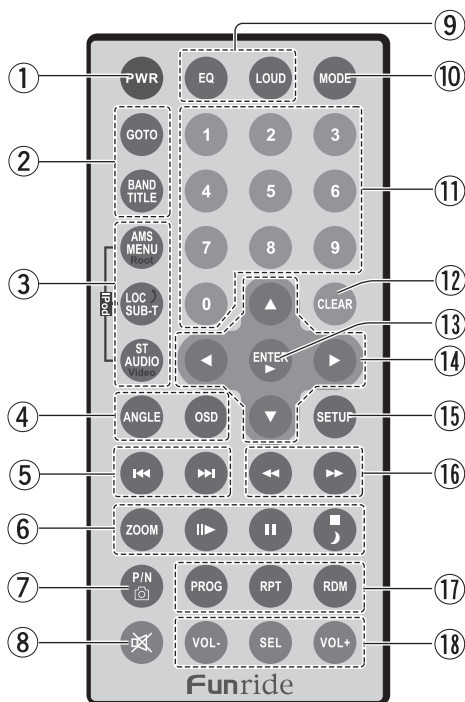 ⑨
① PWR EQ LOUD MODE ⑩
② GOTO 1 2 3
BAND
TITLE 4 5 6 ⑪
AMS
MENU
Root 7 8 9
③ iPod LOC
SUB-T 0 CLEAR ⑫
ST
AUDIO
Video ENTER ⑬ ⑭
④ ANGLE OSD SETUP ⑮
⑤ ⑯
⑥ ZOOM
⑦ P/N PROG RPT RDM ⑰
⑧ VOL- SEL VOL+ ⑱
Funride